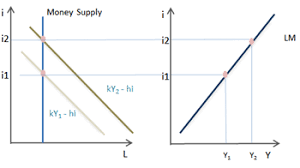 i Money Supply
i2
i1
kY2 - hi
kY1 - hi
L
i
LM
i2
i1
Y1 Y2 Y